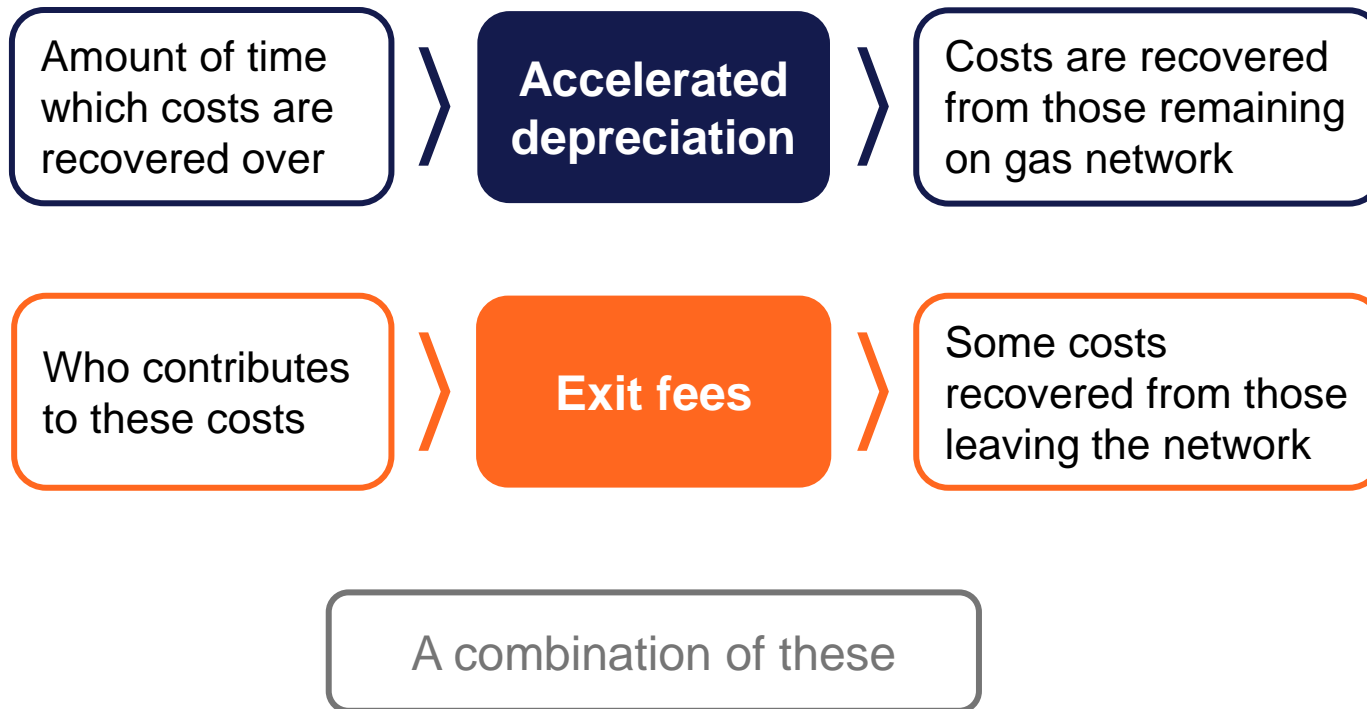 Amount of time
which costs are
recovered over
Accelerated
depreciation
Costs are recovered
from those remaining
on gas network
Who contributes
to these costs
Exit fees
Some costs
recovered from those
leaving the network
A combination of these